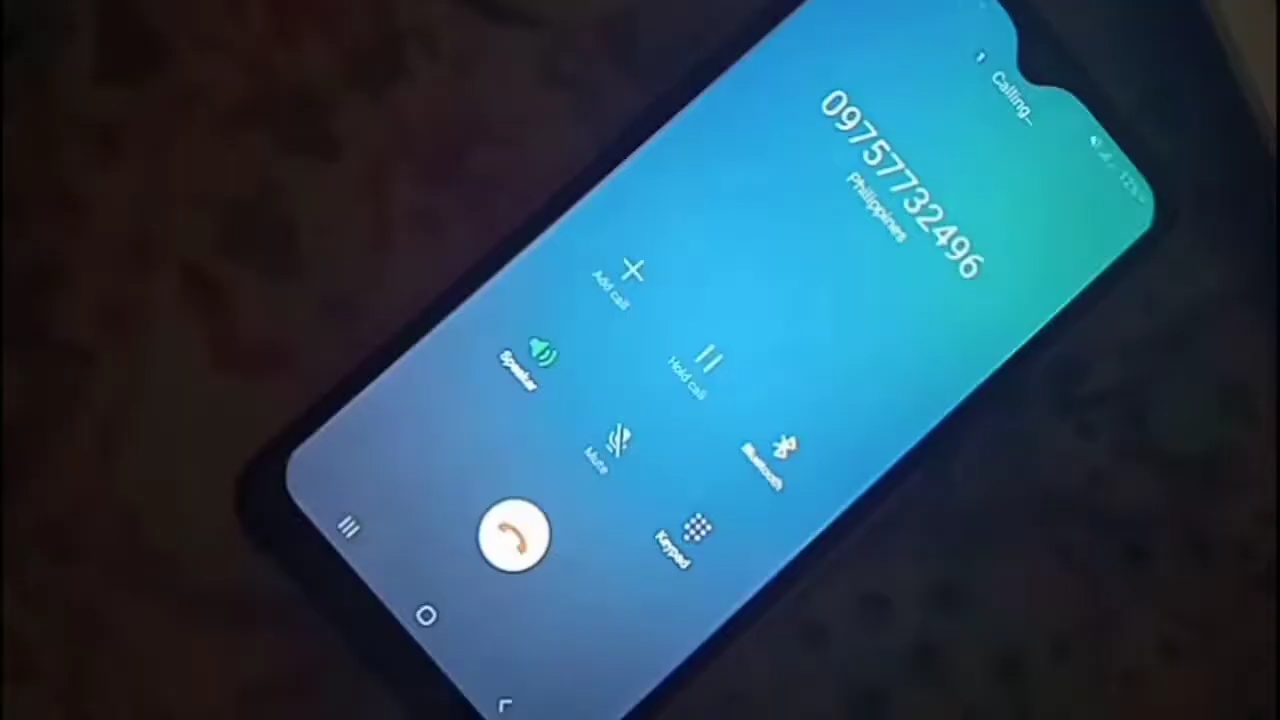 Calling...
09757732496
Philippines
Add call
Hold call
Bluetooth
Speaker
Mute
Keypad